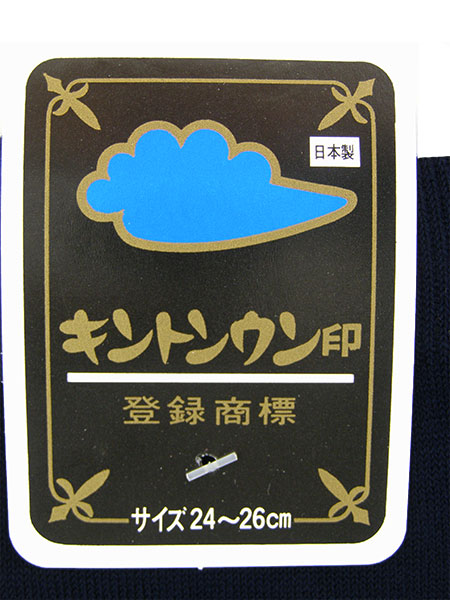 日本製
キントンウン印
登録商標
サイズ24～26cm